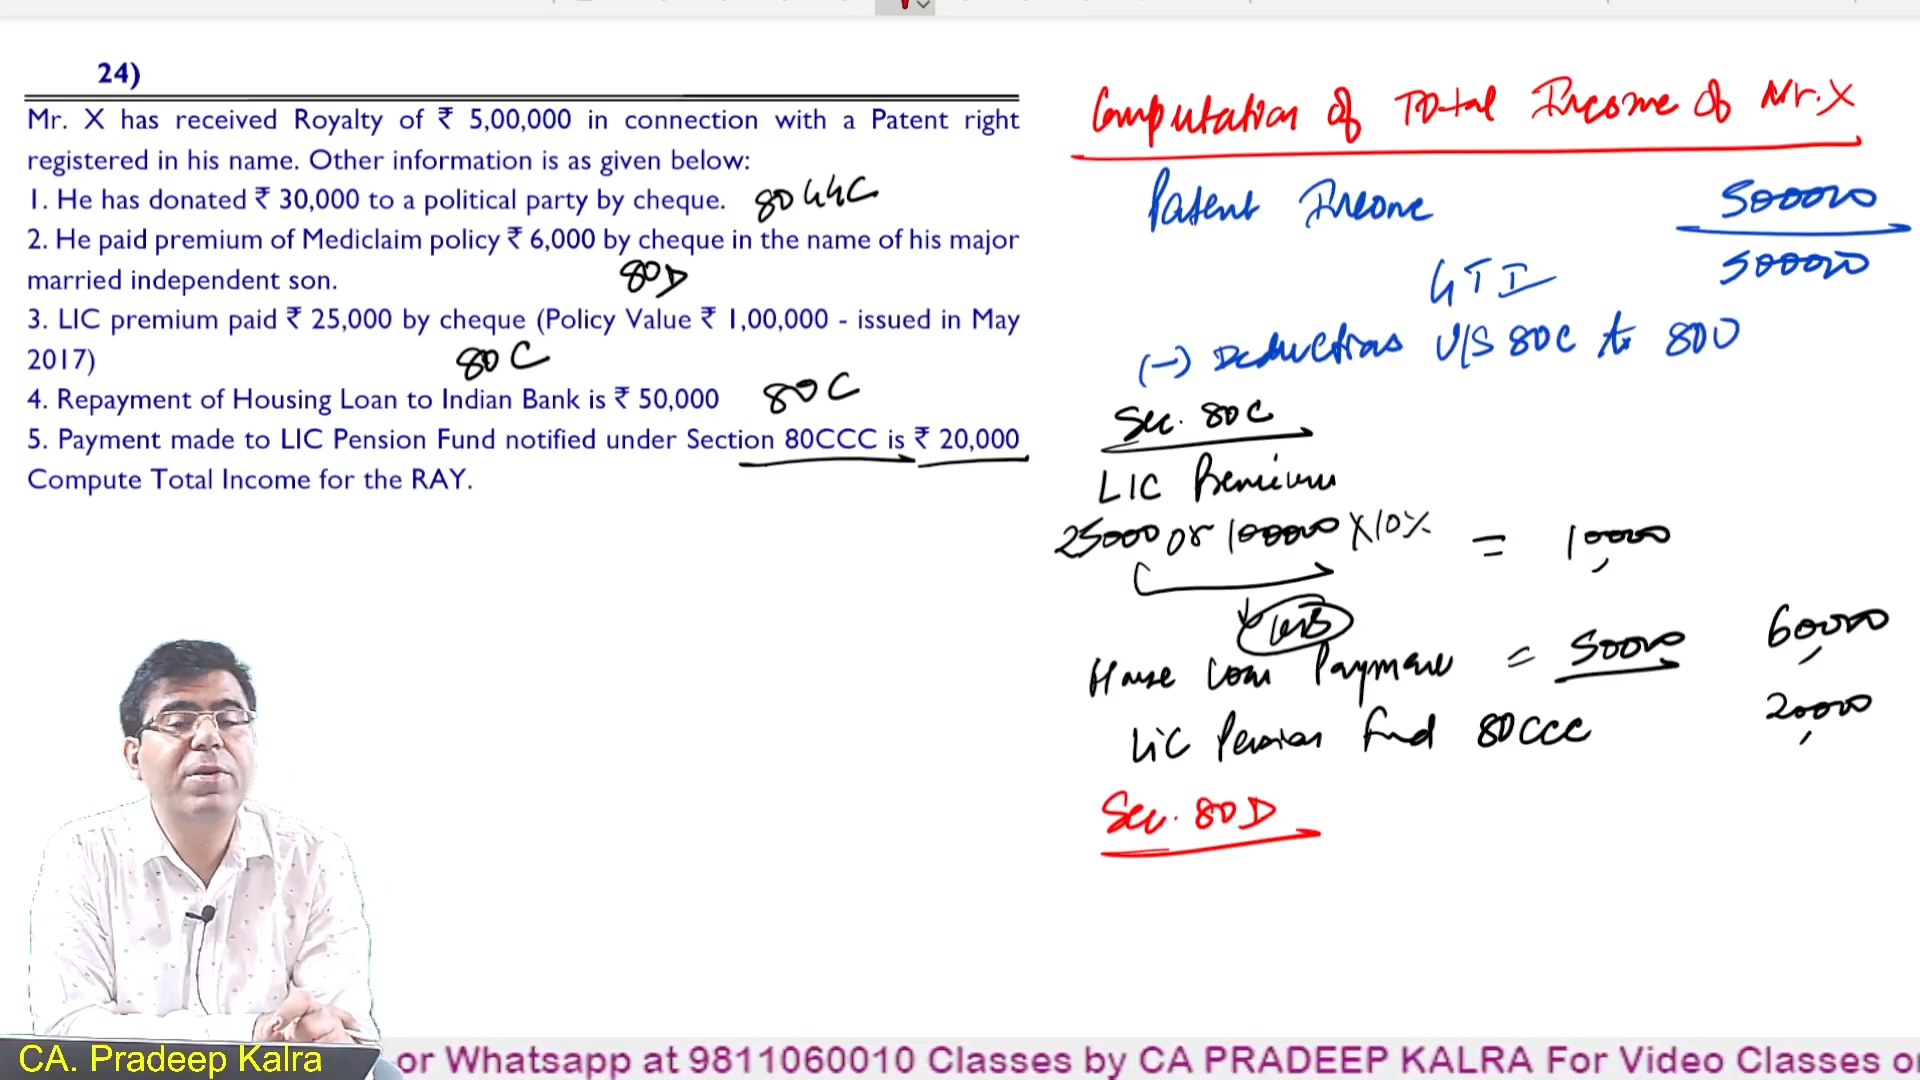 24)
Mr. X has received Royalty of ₹ 5,00,000 in connection with a Patent right
registered in his name. Other information is as given below:
1. He has donated ₹ 30,000 to a political party by cheque. 80GGC
2. He paid premium of Mediclaim policy ₹ 6,000 by cheque in the name of his major
married independent son. 80D
3. LIC premium paid ₹ 25,000 by cheque (Policy Value ₹ 1,00,000 - issued in May
2017) 80C
4. Repayment of Housing Loan to Indian Bank is ₹ 50,000 80C
5. Payment made to LIC Pension Fund notified under Section 80CCC is ₹ 20,000
Compute Total Income for the RAY.
Computation of Total Income of Mr. X
Patent Income 500000
GTI 500000
(-) Deductions U/S 80C to 80U
Sec. 80C
LIC Premium
25000 or 100000 X10% = 10,000
House Loan Payment = 50000 60,000
LIC Pension Fund 80CCC 20,000
Sec. 80D
CA. Pradeep Kalra
or Whatsapp at 9811060010 Classes by CA PRADEEP KALRA For Video Classes o